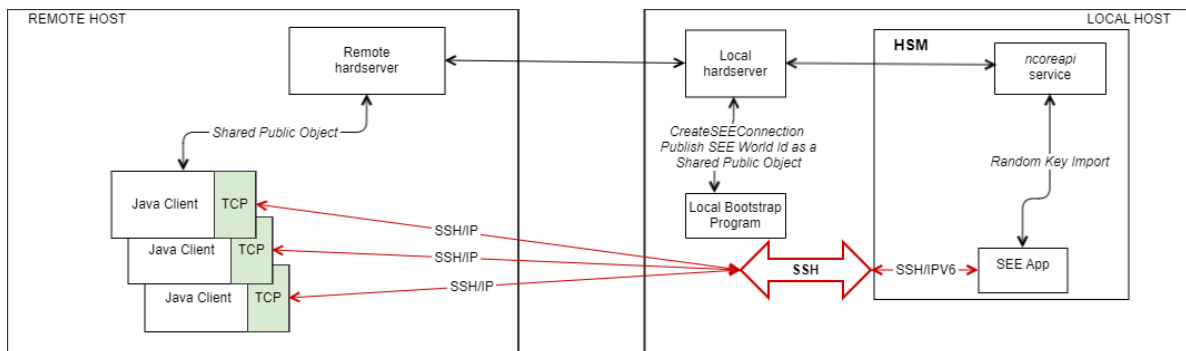 REMOTE HOST
Remote
hardserver
Shared Public Object
Java Client
TCP
Java Client
TCP
Java Client
TCP
SSH/IP
SSH/IP
SSH/IP
LOCAL HOST
Local
hardserver
CreateSEEConnection
Publish SEE World Id as a
Shared Public Object
Local Bootstrap
Program
SSH
HSM
ncoreapi
service
Random Key Import
SSH/IPV6
SEE App